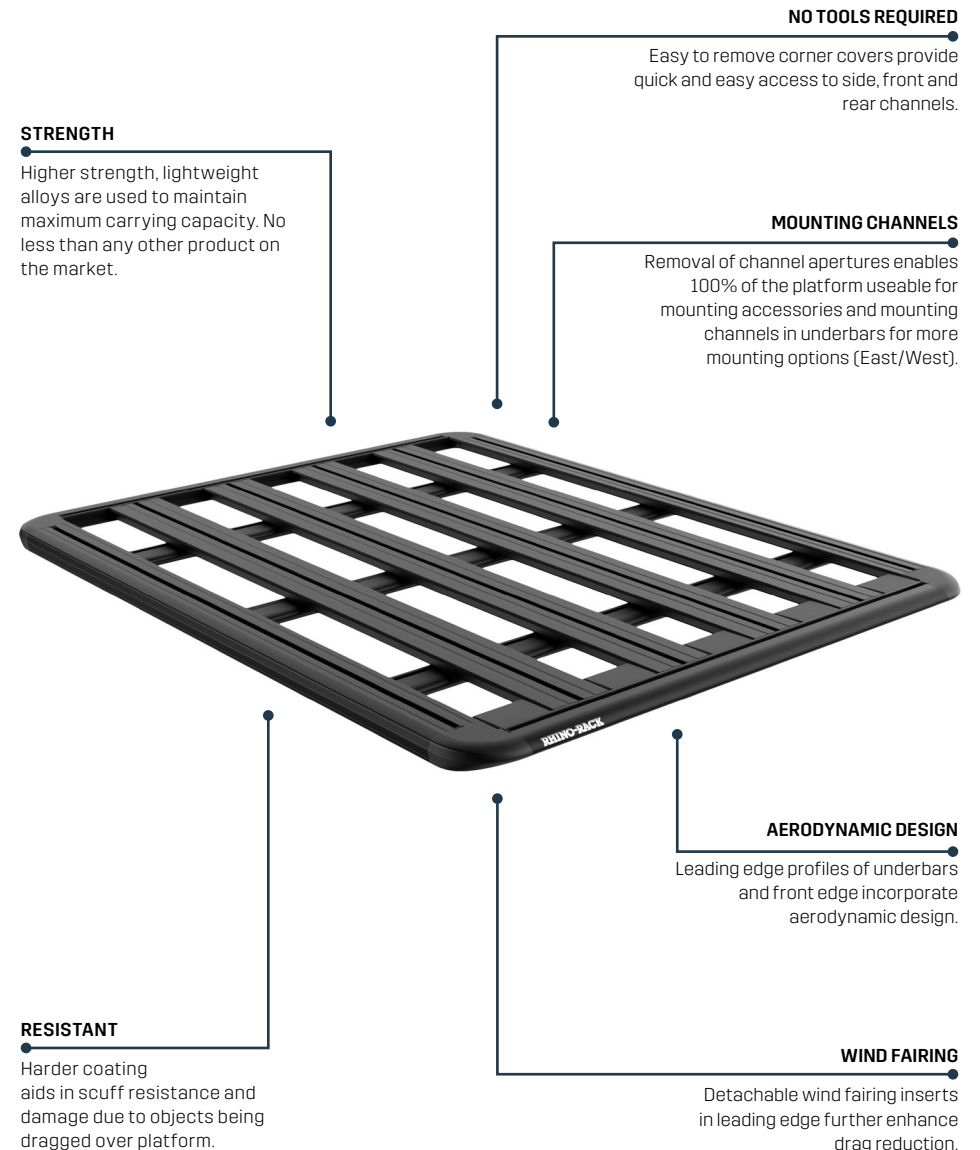 NO TOOLS REQUIRED
Easy to remove corner covers provide
quick and easy access to side, front and
rear channels.
STRENGTH
Higher strength, lightweight
alloys are used to maintain
maximum carrying capacity. No
less than any other product on
the market.
MOUNTING CHANNELS
Removal of channel apertures enables
100% of the platform useable for
mounting accessories and mounting
channels in underbars for more
mounting options (East/West).
RHINO-RACK
AERODYNAMIC DESIGN
Leading edge profiles of underbars
and front edge incorporate
aerodynamic design.
RESISTANT
Harder coating
aids in scuff resistance and
damage due to objects being
dragged over platform.
WIND FAIRING
Detachable wind fairing inserts
in leading edge further enhance
drag reduction.